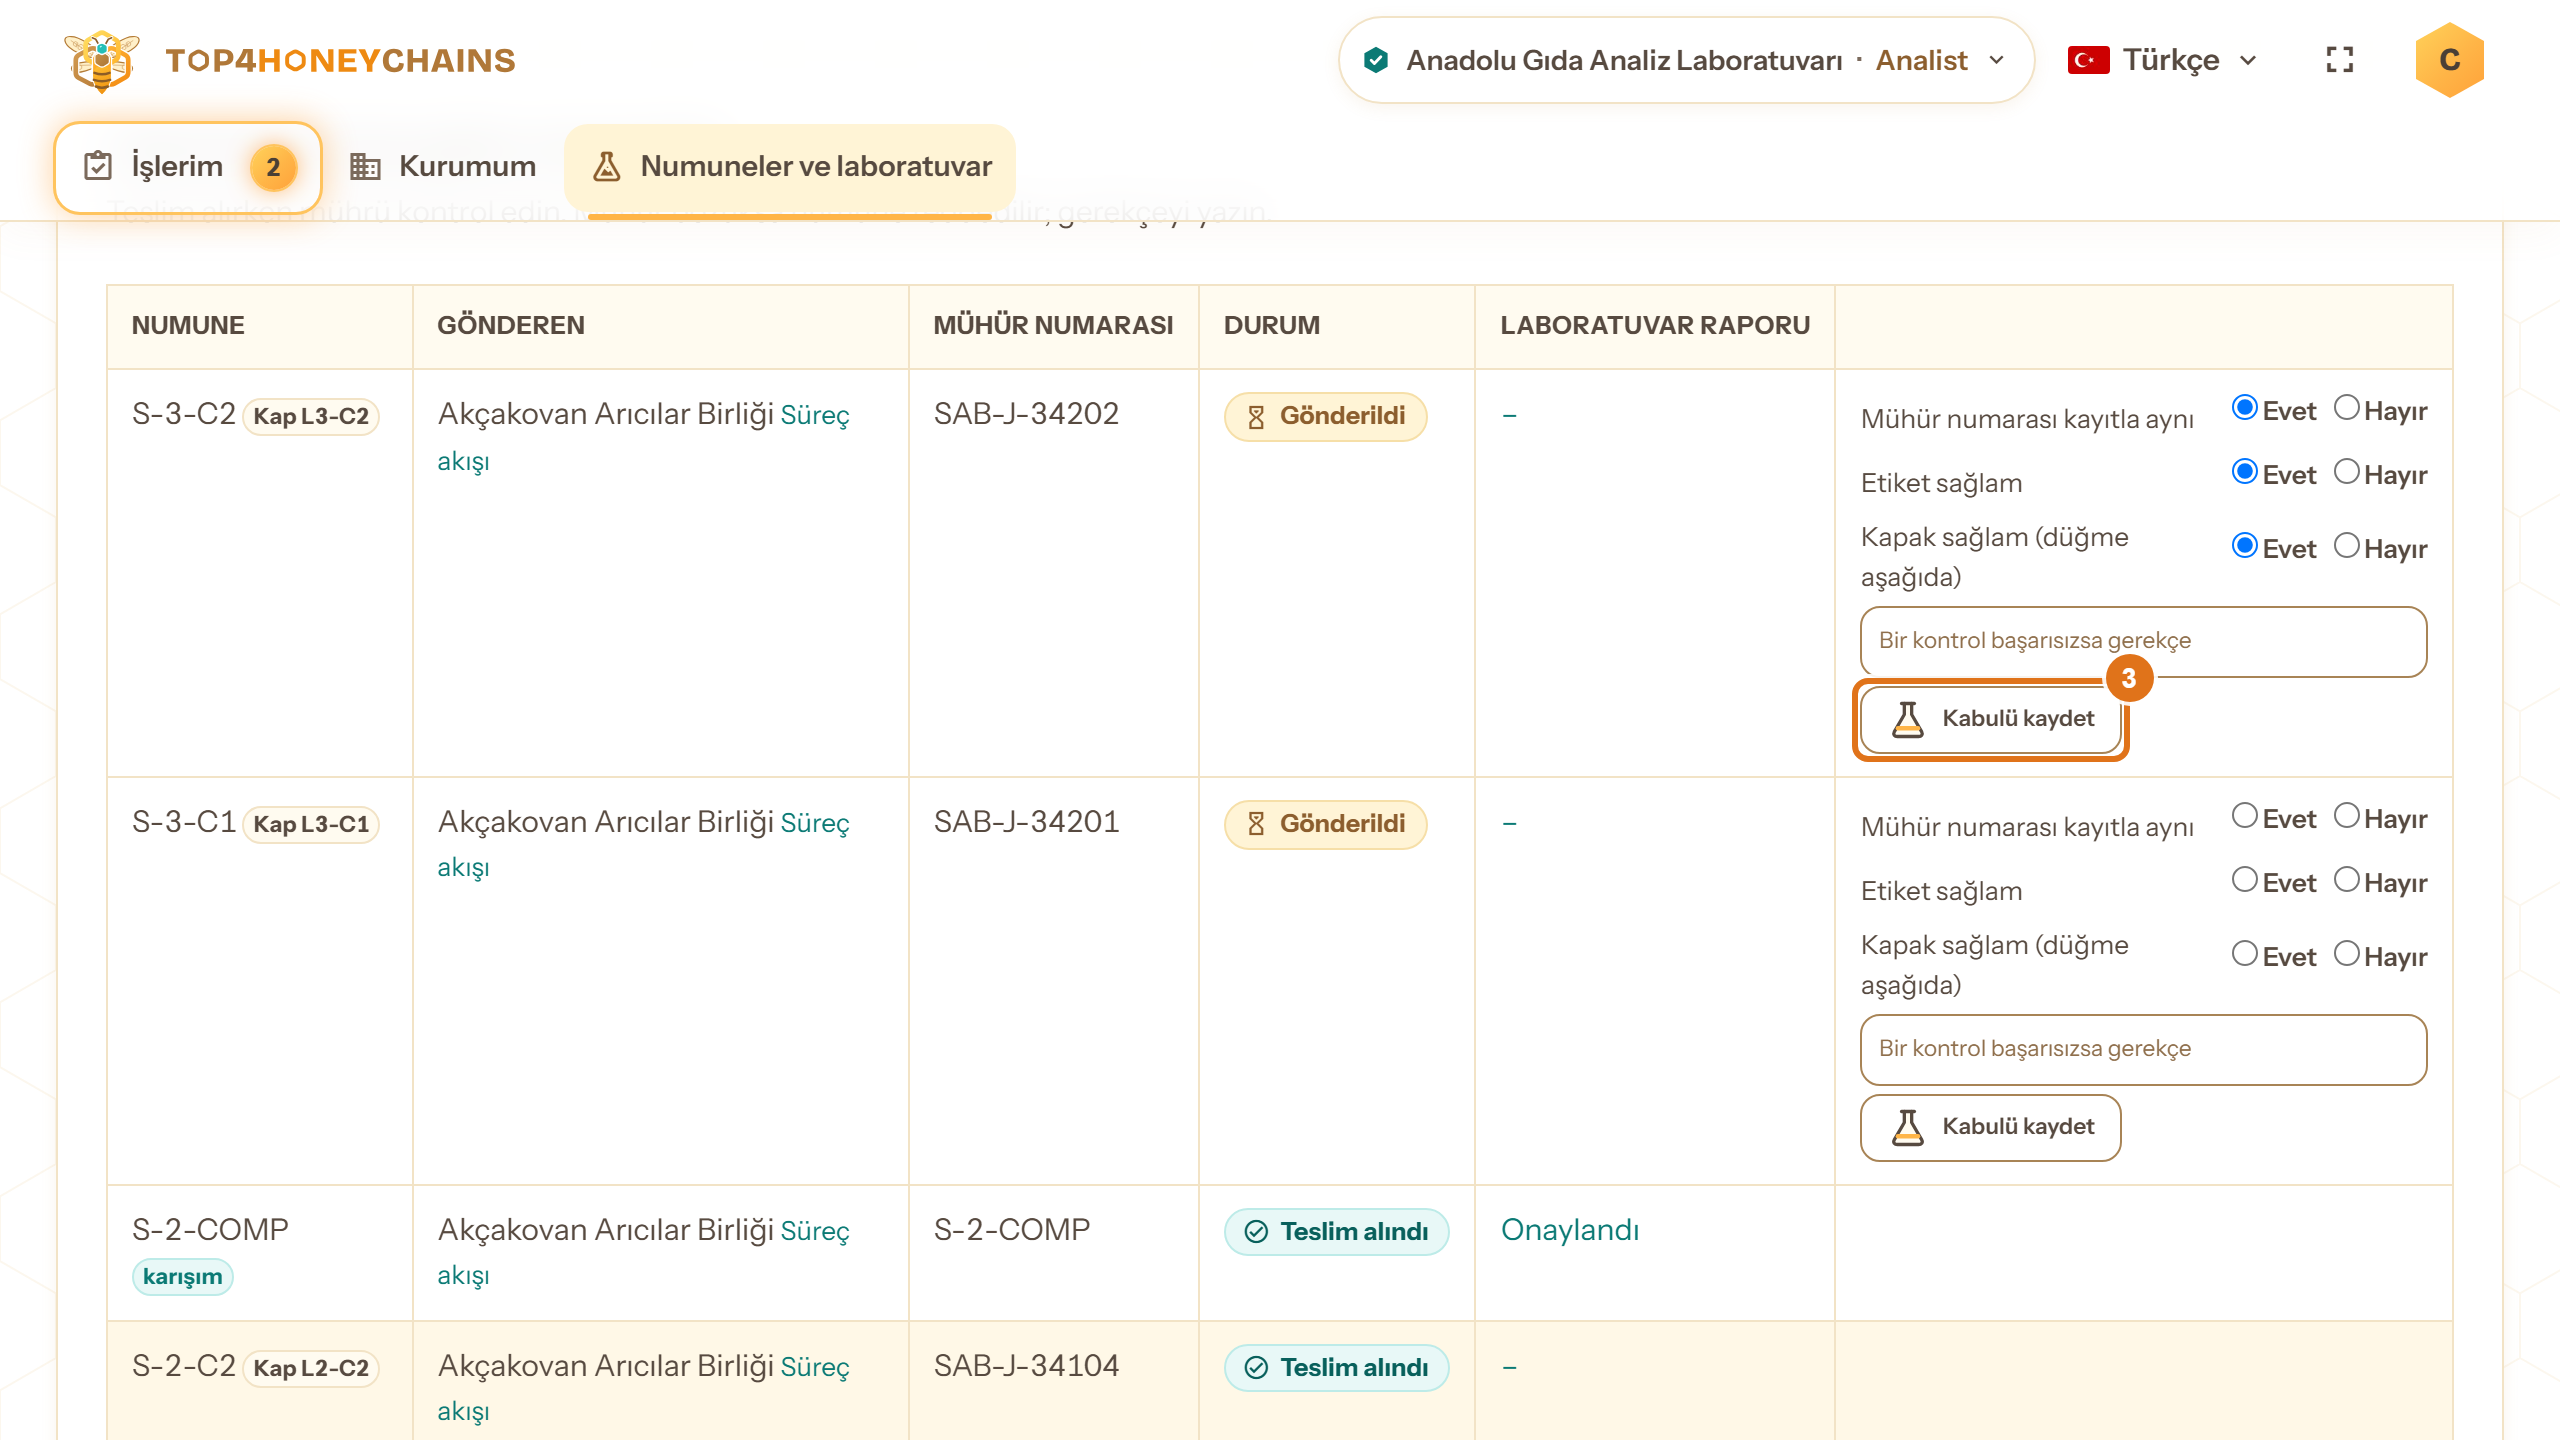 TOP4HONEYCHAINS
Anadolu Gıda Analiz Laboratuvarı · Analist
Türkçe
C
İşlerim 2
Kurumum
Numuneler ve laboratuvar
NUMUNE
GÖNDEREN
MÜHÜR NUMARASI
DURUM
LABORATUVAR RAPORU
S-3-C2 Kap L3-C2
Akçakovan Arıcılar Birliği Süreç
akışı
SAB-J-34202
Gönderildi
–
Mühür numarası kayıtla aynı
Evet Hayır
Etiket sağlam
Evet Hayır
Kapak sağlam (düğme
aşağıda)
Evet Hayır
Bir kontrol başarısızsa gerekçe
3
Kabulü kaydet
S-3-C1 Kap L3-C1
Akçakovan Arıcılar Birliği Süreç
akışı
SAB-J-34201
Gönderildi
–
Mühür numarası kayıtla aynı
Evet Hayır
Etiket sağlam
Evet Hayır
Kapak sağlam (düğme
aşağıda)
Evet Hayır
Bir kontrol başarısızsa gerekçe
Kabulü kaydet
S-2-COMP
karışım
Akçakovan Arıcılar Birliği Süreç
akışı
S-2-COMP
Teslim alındı
Onaylandı
S-2-C2 Kap L2-C2
Akçakovan Arıcılar Birliği Süreç
akışı
SAB-J-34104
Teslim alındı
–